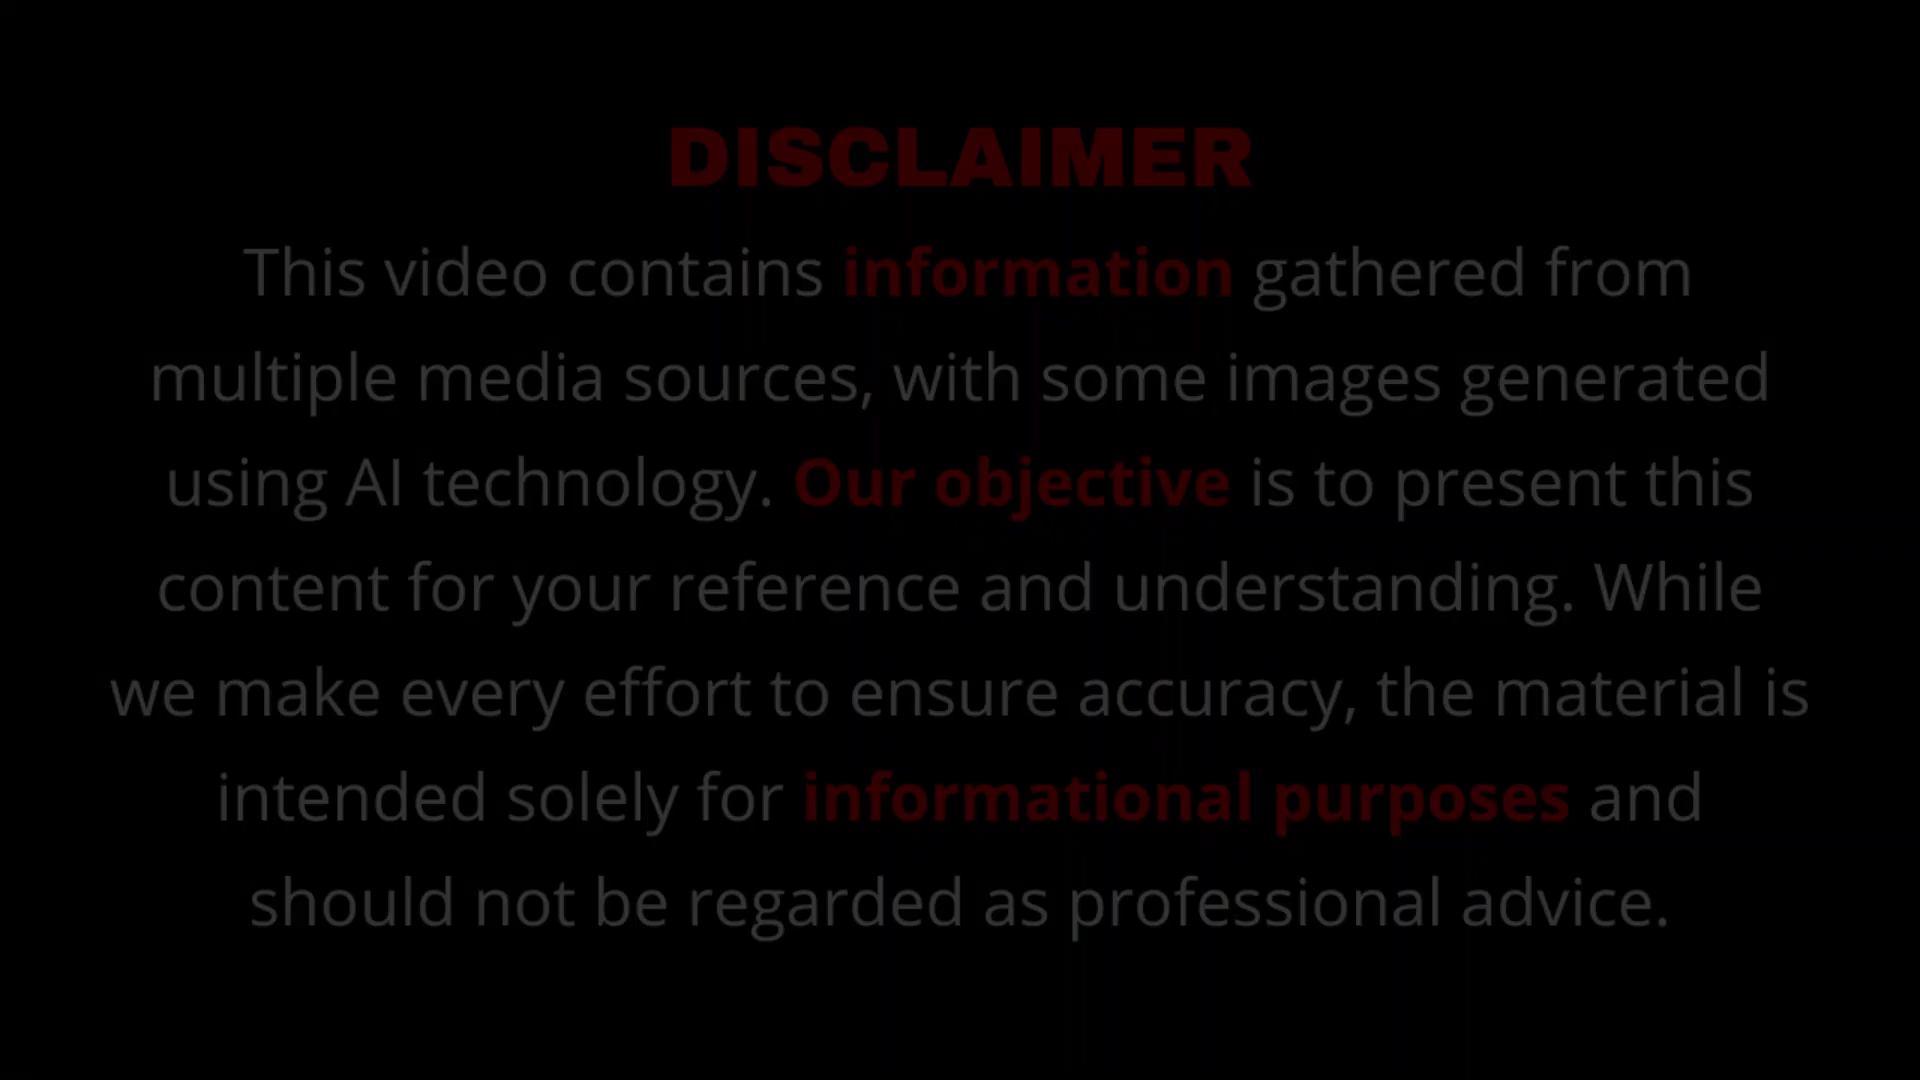 DISCLAIMER
This video contains information gathered from
multiple media sources, with some images generated
using AI technology. Our objective is to present this
content for your reference and understanding. While
we make every effort to ensure accuracy, the material is
intended solely for informational purposes and
should not be regarded as professional advice.